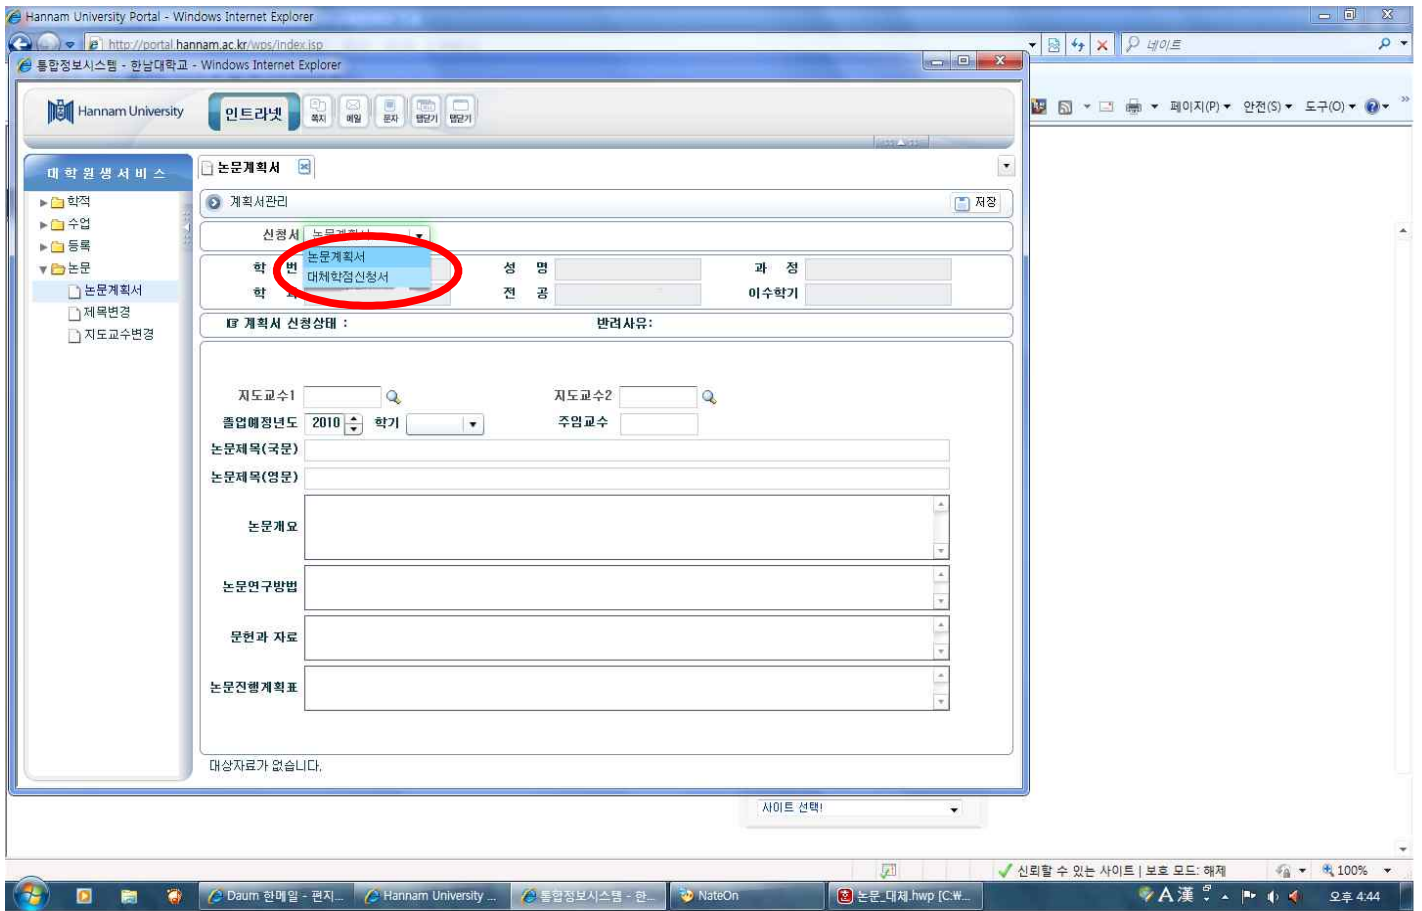 Hannam University Portal - Windows Internet Explorer
http://portal.hannam.ac.kr/wps/index.jsp
네이트
통합정보시스템 - 한남대학교 - Windows Internet Explorer
페이지(P) 안전(S) 도구(O)
Hannam University 인트라넷 쪽지 메일 문자 탭닫기 탭닫기
대학원생서비스
논문계획서
학적
수업
등록
논문
논문계획서
제목변경
지도교수변경
계획서관리 저장
신청서 논문계획서
논문계획서
대체학점신청서
학 번 성 명 과 정
학 과 전 공 이수학기
☞ 계획서 신청상태 : 반려사유:
지도교수1 지도교수2
졸업예정년도 2010 학기 주임교수
논문제목(국문)
논문제목(영문)
논문개요
논문연구방법
문헌과 자료
논문진행계획표
대상자료가 없습니다.
사이트 선택!
신뢰할 수 있는 사이트 | 보호 모드: 해제 100%
Daum 한메일 - 편지... Hannam University ... 통합정보시스템 - 한... NateOn 논문_대체.hwp [C:₩... A 漢 오후 4:44